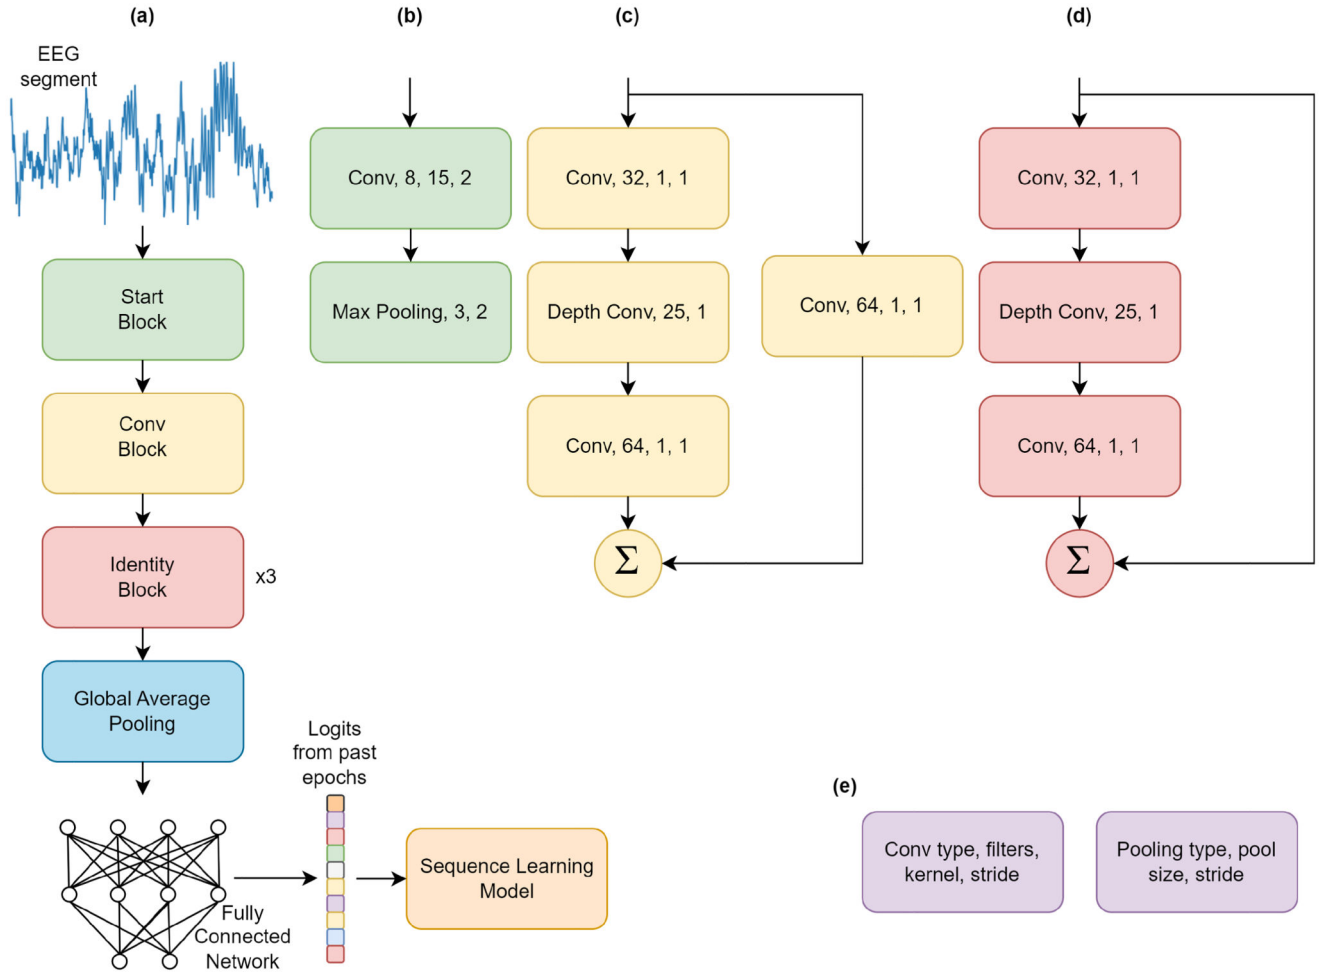 (a)
EEG
segment
Start
Block
Conv
Block
Identity
Block
x3
Global Average
Pooling
Fully
Connected
Network
Logits
from past
epochs
Sequence Learning
Model
(b)
Conv, 8, 15, 2
Max Pooling, 3, 2
(c)
Conv, 32, 1, 1
Depth Conv, 25, 1
Conv, 64, 1, 1
Σ
Conv, 64, 1, 1
(d)
Conv, 32, 1, 1
Depth Conv, 25, 1
Conv, 64, 1, 1
Σ
(e)
Conv type, filters,
kernel, stride
Pooling type, pool
size, stride